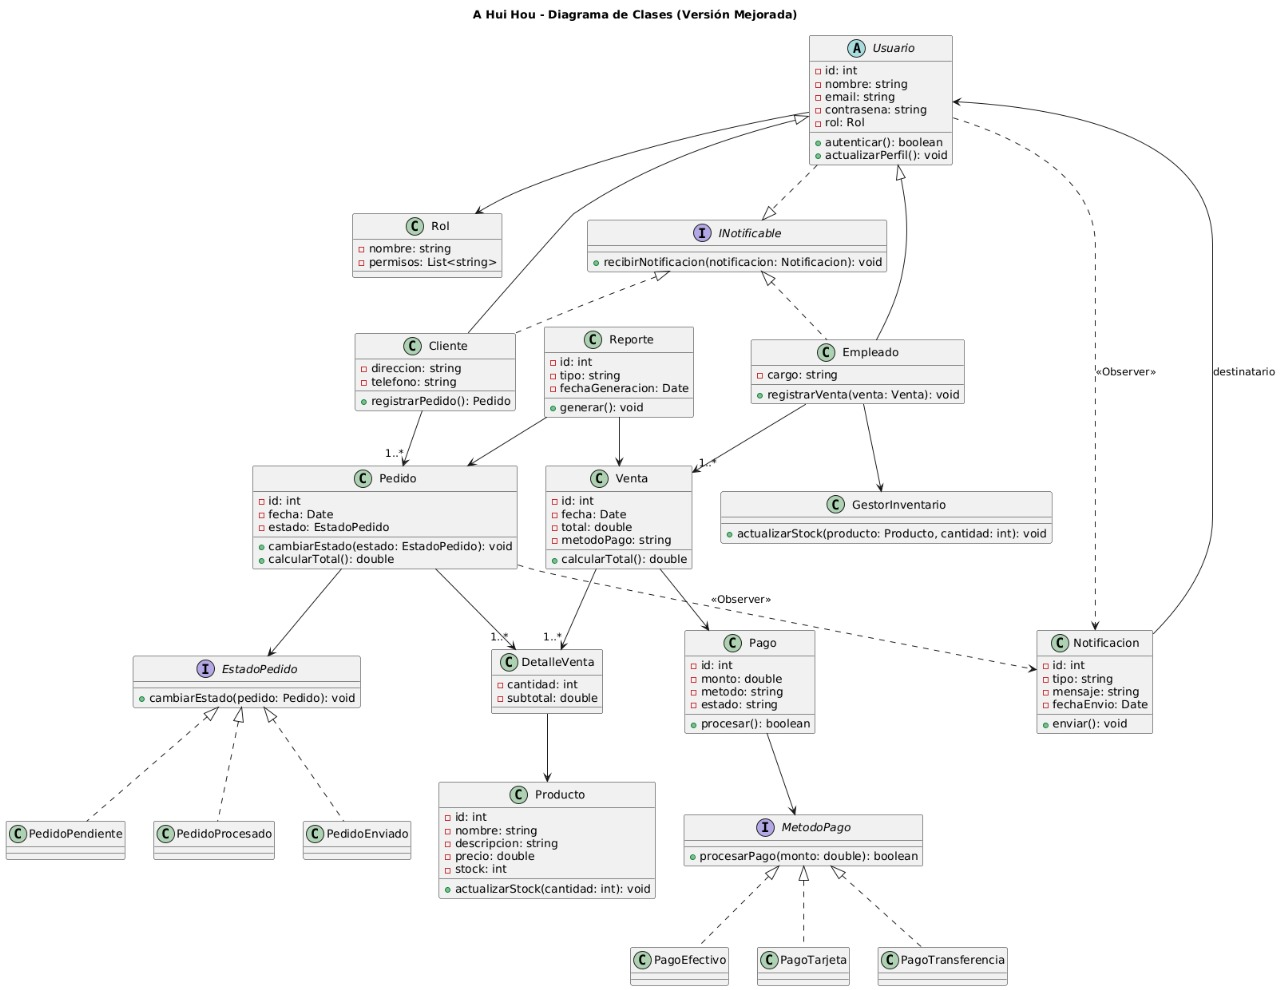 A Hui Hou - Diagrama de Clases (Versión Mejorada)
A Usuario
id: int
nombre: string
email: string
contrasena: string
rol: Rol
autenticar(): boolean
actualizarPerfil(): void
C Rol
nombre: string
permisos: List<string>
I INotificable
recibirNotificacion(notificacion: Notificacion): void
C Cliente
direccion: string
telefono: string
registrarPedido(): Pedido
C Reporte
id: int
tipo: string
fechaGeneracion: Date
generar(): void
C Empleado
cargo: string
registrarVenta(venta: Venta): void
«Observer»
destinatario
1..*
1..*
C Pedido
id: int
fecha: Date
estado: EstadoPedido
cambiarEstado(estado: EstadoPedido): void
calcularTotal(): double
C Venta
id: int
fecha: Date
total: double
metodoPago: string
calcularTotal(): double
C GestorInventario
actualizarStock(producto: Producto, cantidad: int): void
«Observer»
1..*
1..*
I EstadoPedido
cambiarEstado(pedido: Pedido): void
C DetalleVenta
cantidad: int
subtotal: double
C Pago
id: int
monto: double
metodo: string
estado: string
procesar(): boolean
C Notificacion
id: int
tipo: string
mensaje: string
fechaEnvio: Date
enviar(): void
C PedidoPendiente
C PedidoProcesado
C PedidoEnviado
C Producto
id: int
nombre: string
descripcion: string
precio: double
stock: int
actualizarStock(cantidad: int): void
I MetodoPago
procesarPago(monto: double): boolean
C PagoEfectivo
C PagoTarjeta
C PagoTransferencia